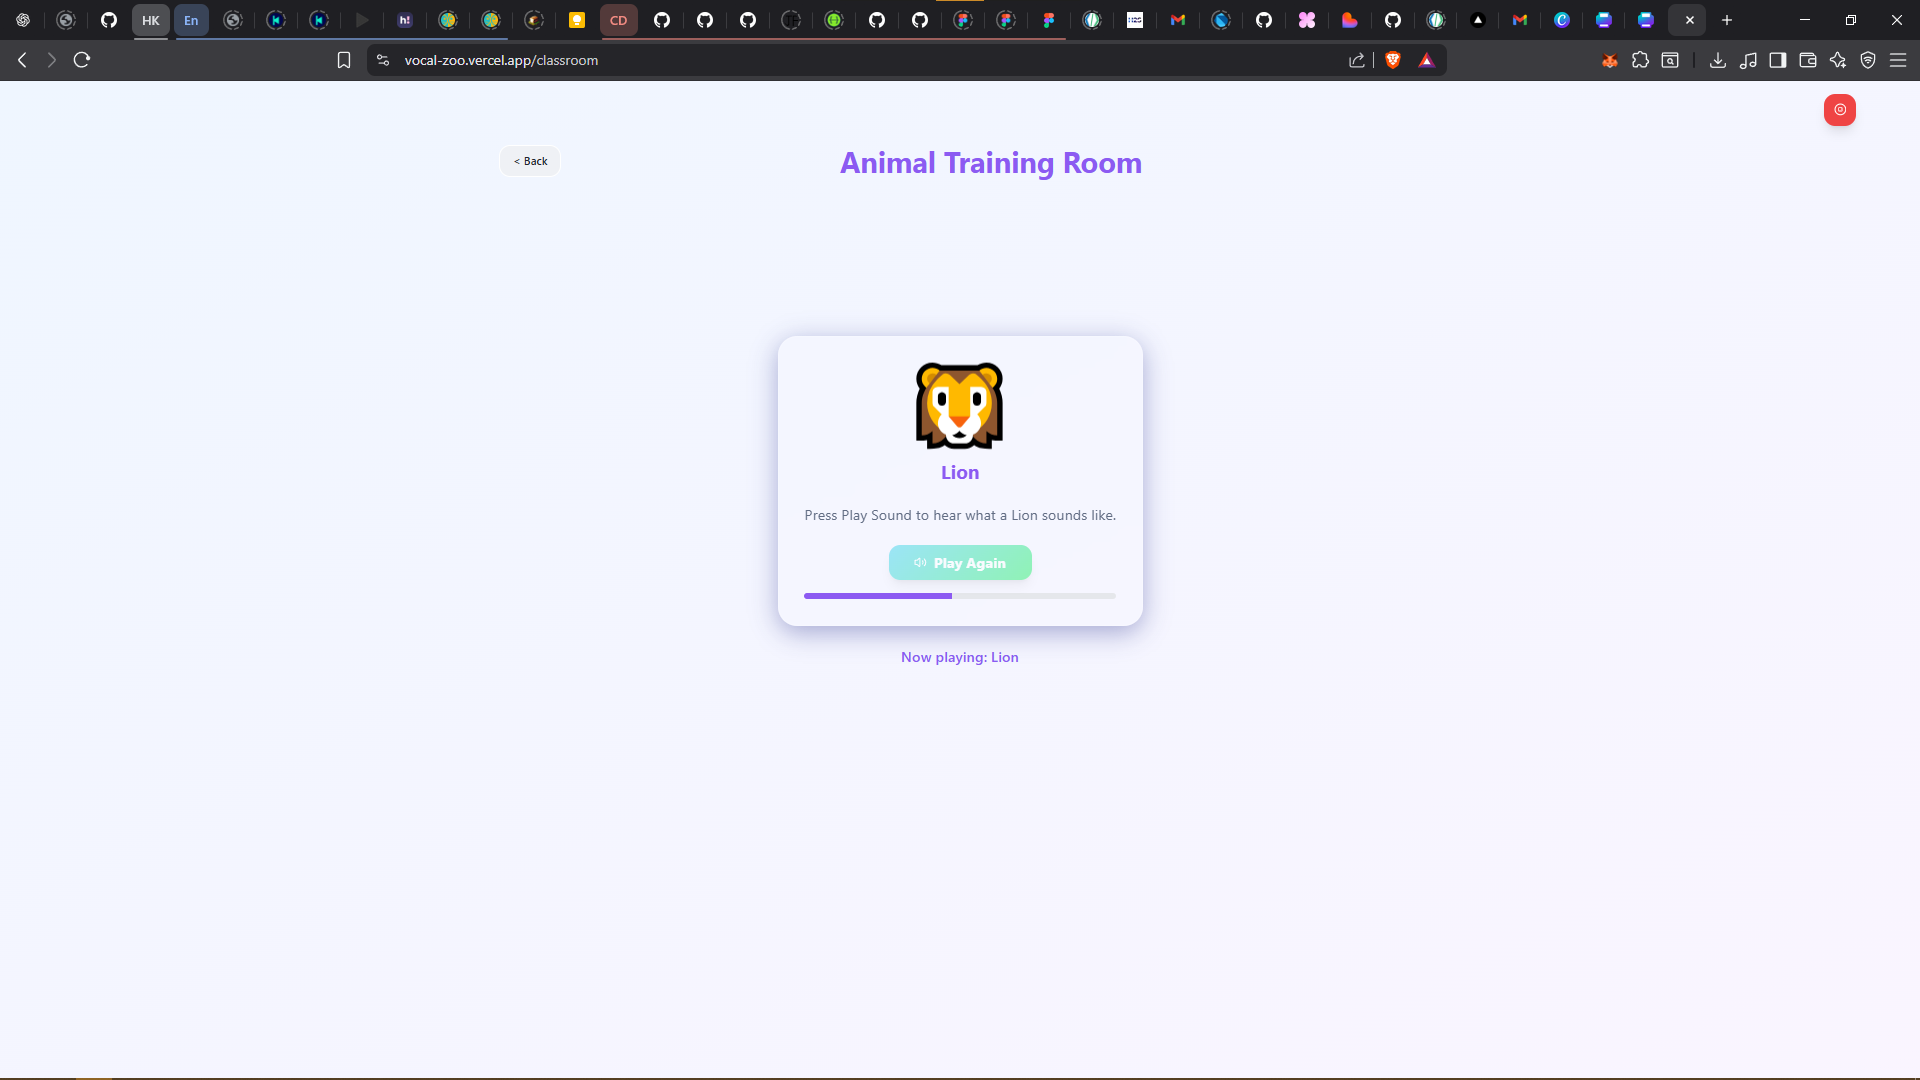 HK
En
h!
CD
vocal-zoo.vercel.app/classroom
< Back
Animal Training Room
Lion
Press Play Sound to hear what a Lion sounds like.
Play Again
Now playing: Lion